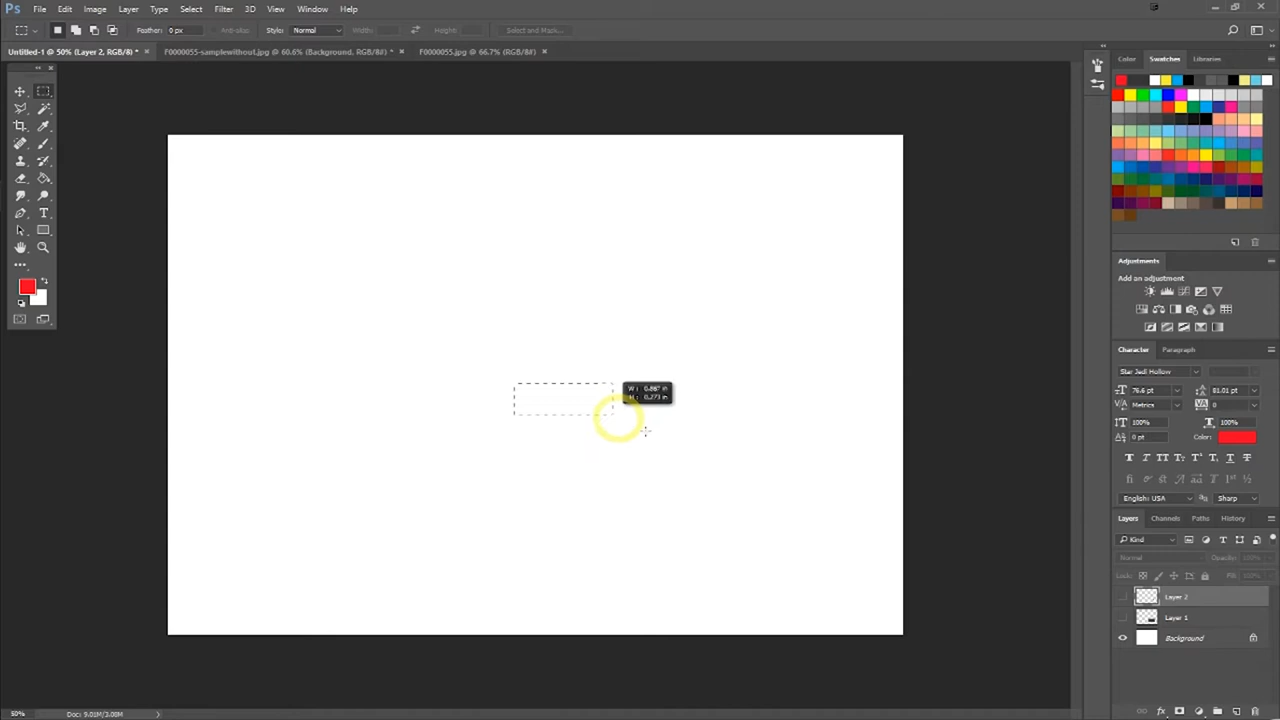 Ps File Edit Image Layer Type Select Filter 3D View Window Help
Feather: 0 px Anti-alias Style: Normal Width: Height: Select and Mask...
Untitled-1 @ 50% (Layer 2, RGB/8) * × F0000055-samplewithout.jpg @ 60.6% (Background, RGB/8#) * × F0000055.jpg @ 66.7% (RGB/8#) ×
Color Swatches Libraries
W: 0.867 in
H: 0.273 in
Adjustments
Add an adjustment
Character Paragraph
Star Jedi Hollow
76.6 pt 81.01 pt
Metrics 0
100% 100%
0 pt Color:
English: USA Sharp
Layers Channels Paths History
Kind
Normal Opacity: 100%
Lock: Fill: 100%
Layer 2
Layer 1
Background
50% Doc: 9.01M/3.00M